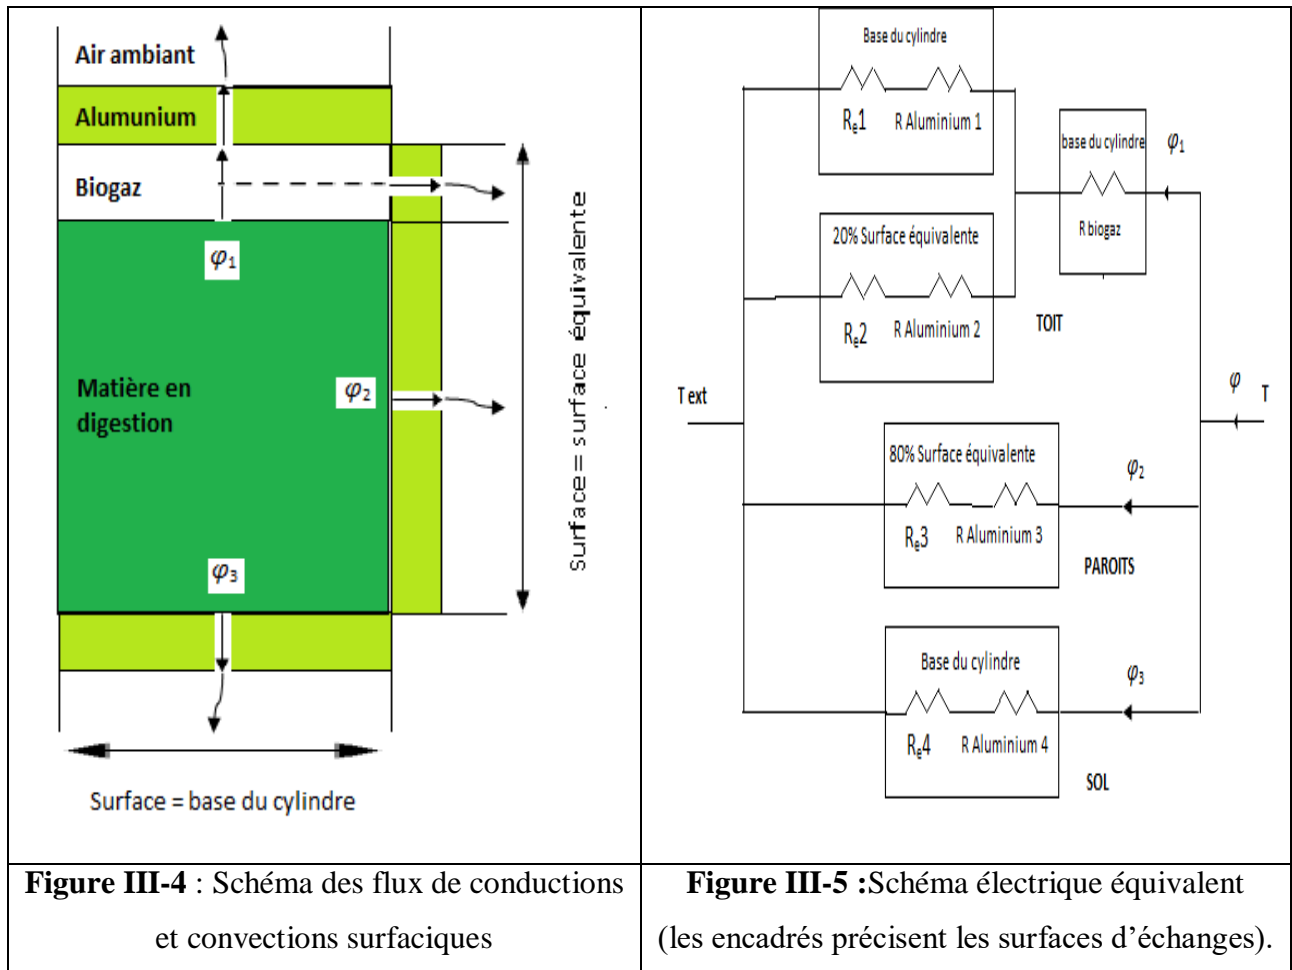 Air ambiant
Alumunium
Biogaz
φ1
Matière en
digestion
φ2
φ3
Surface = surface équivalente
Surface = base du cylindre
Base du cylindre
Re1
R Aluminium 1
base du cylindre
φ1
R biogaz
20% Surface équivalente
Re2
R Aluminium 2
TOIT
T ext
φ
T
80% Surface équivalente
φ2
Re3
R Aluminium 3
PAROITS
Base du cylindre
φ3
Re4
R Aluminium 4
SOL
Figure III-4 : Schéma des flux de conductions
et convections surfaciques
Figure III-5 :Schéma électrique équivalent
(les encadrés précisent les surfaces d’échanges).